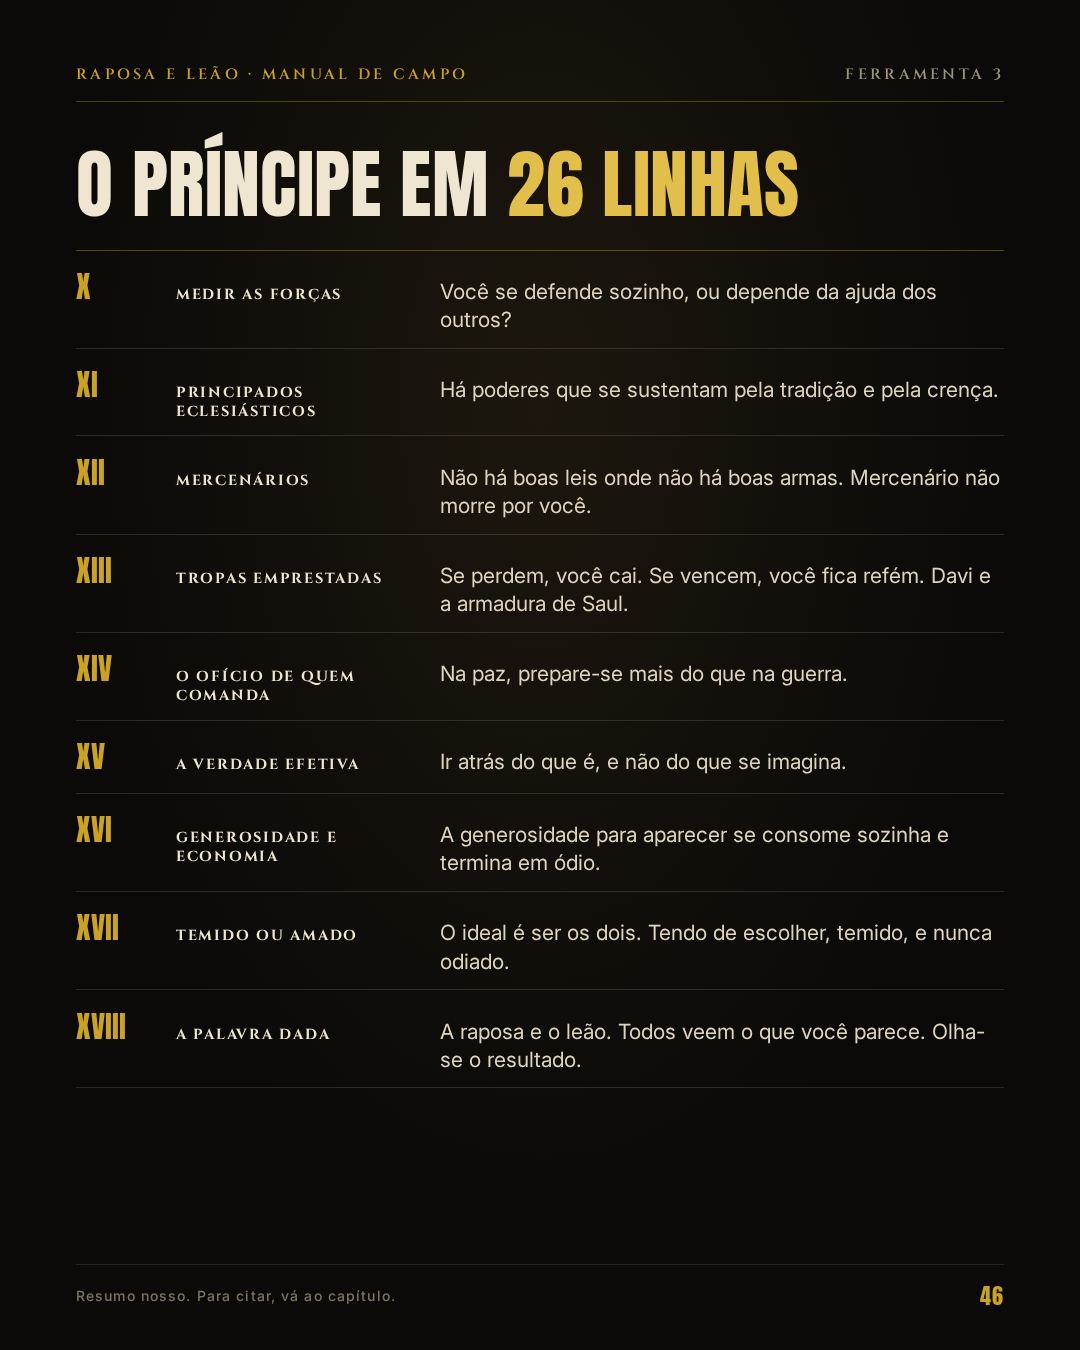 RAPOSA E LEÃO · MANUAL DE CAMPO
FERRAMENTA 3
O PRÍNCIPE EM 26 LINHAS
X
MEDIR AS FORÇAS
Você se defende sozinho, ou depende da ajuda dos
outros?
XI
PRINCIPADOS
ECLESIÁSTICOS
Há poderes que se sustentam pela tradição e pela crença.
XII
MERCENÁRIOS
Não há boas leis onde não há boas armas. Mercenário não
morre por você.
XIII
TROPAS EMPRESTADAS
Se perdem, você cai. Se vencem, você fica refém. Davi e
a armadura de Saul.
XIV
O OFÍCIO DE QUEM
COMANDA
Na paz, prepare-se mais do que na guerra.
XV
A VERDADE EFETIVA
Ir atrás do que é, e não do que se imagina.
XVI
GENEROSIDADE E
ECONOMIA
A generosidade para aparecer se consome sozinha e
termina em ódio.
XVII
TEMIDO OU AMADO
O ideal é ser os dois. Tendo de escolher, temido, e nunca
odiado.
XVIII
A PALAVRA DADA
A raposa e o leão. Todos veem o que você parece. Olha-
se o resultado.
Resumo nosso. Para citar, vá ao capítulo.
46